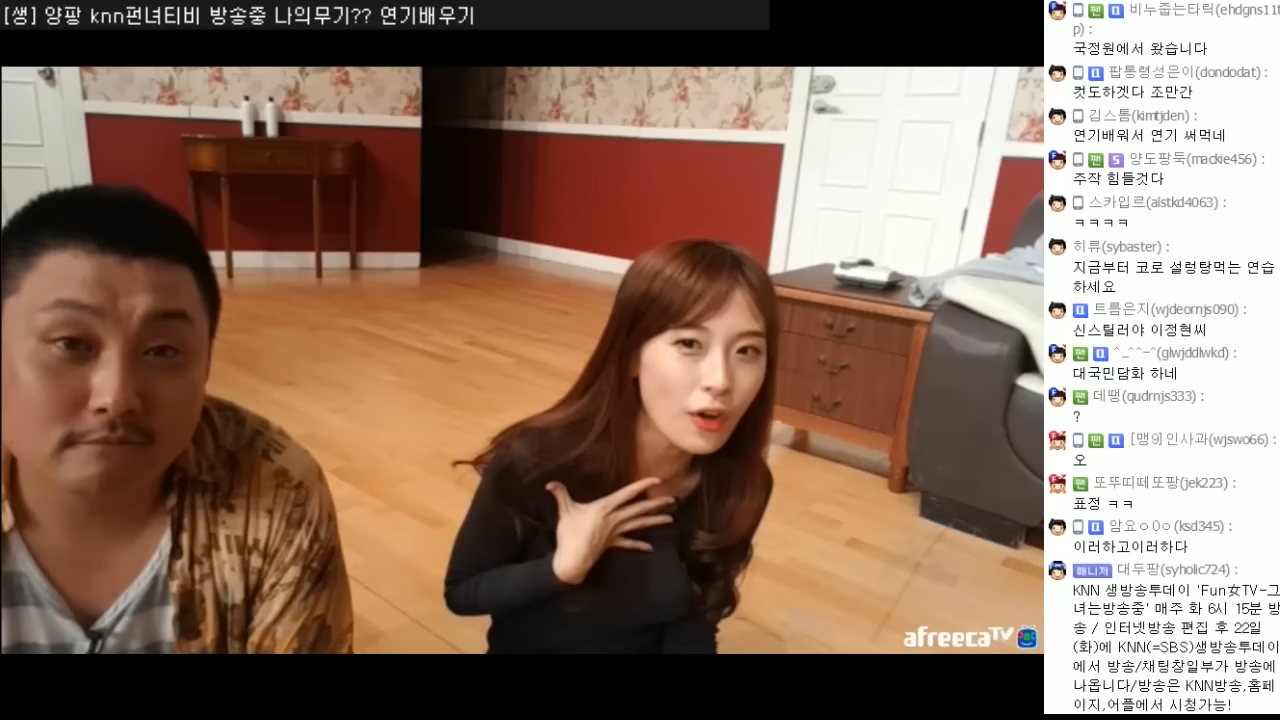 [생] 양팡 knn펀녀티비 방송중 나의무기?? 연기배우기
afreecaTV
팬 비누줍는타릭(ehdgns11t
p) :
국정원에서 왔습니다
팝통령성은이(dondodat) :
컷도하겟다 조만간
김스톰(kimtjden) :
연기배워서 연기 써먹네
팬 S 양도팡둑(mackie456) :
주작 힘들것다
스카입르(alstkd4063) :
ㅋㅋㅋㅋ
히류(sybaster) :
지금부터 코로 설렁탕먹는 연습
하세요
트름은지(wjdeornjs090) :
신스틸러야 이정현씨
팬 ^_^^-^(glwjddlwkd) :
대국민담화 하네
팬 데땡(qudrnjs333) :
?
팬 [맴의인사과(wjswo66) :
오
팬 또뚜띠떼또팡(jek223) :
표정 ㅋㅋ
암요ㅇ0ㅇ(ksd345) :
이러하고이러하다
매니저 대두팡(syholic724) :
KNN 생방송투데이 'Fun女TV-그
녀는방송중' 매주 화 6시 15분 방
송 / 인터넷방송 편집 후 22일
(화)에 KNN(=SBS)생방송투데이
에서 방송/채팅창일부가 방송에
나옵니다/방송은 KNN방송,홈페
이지,어플에서 시청가능!